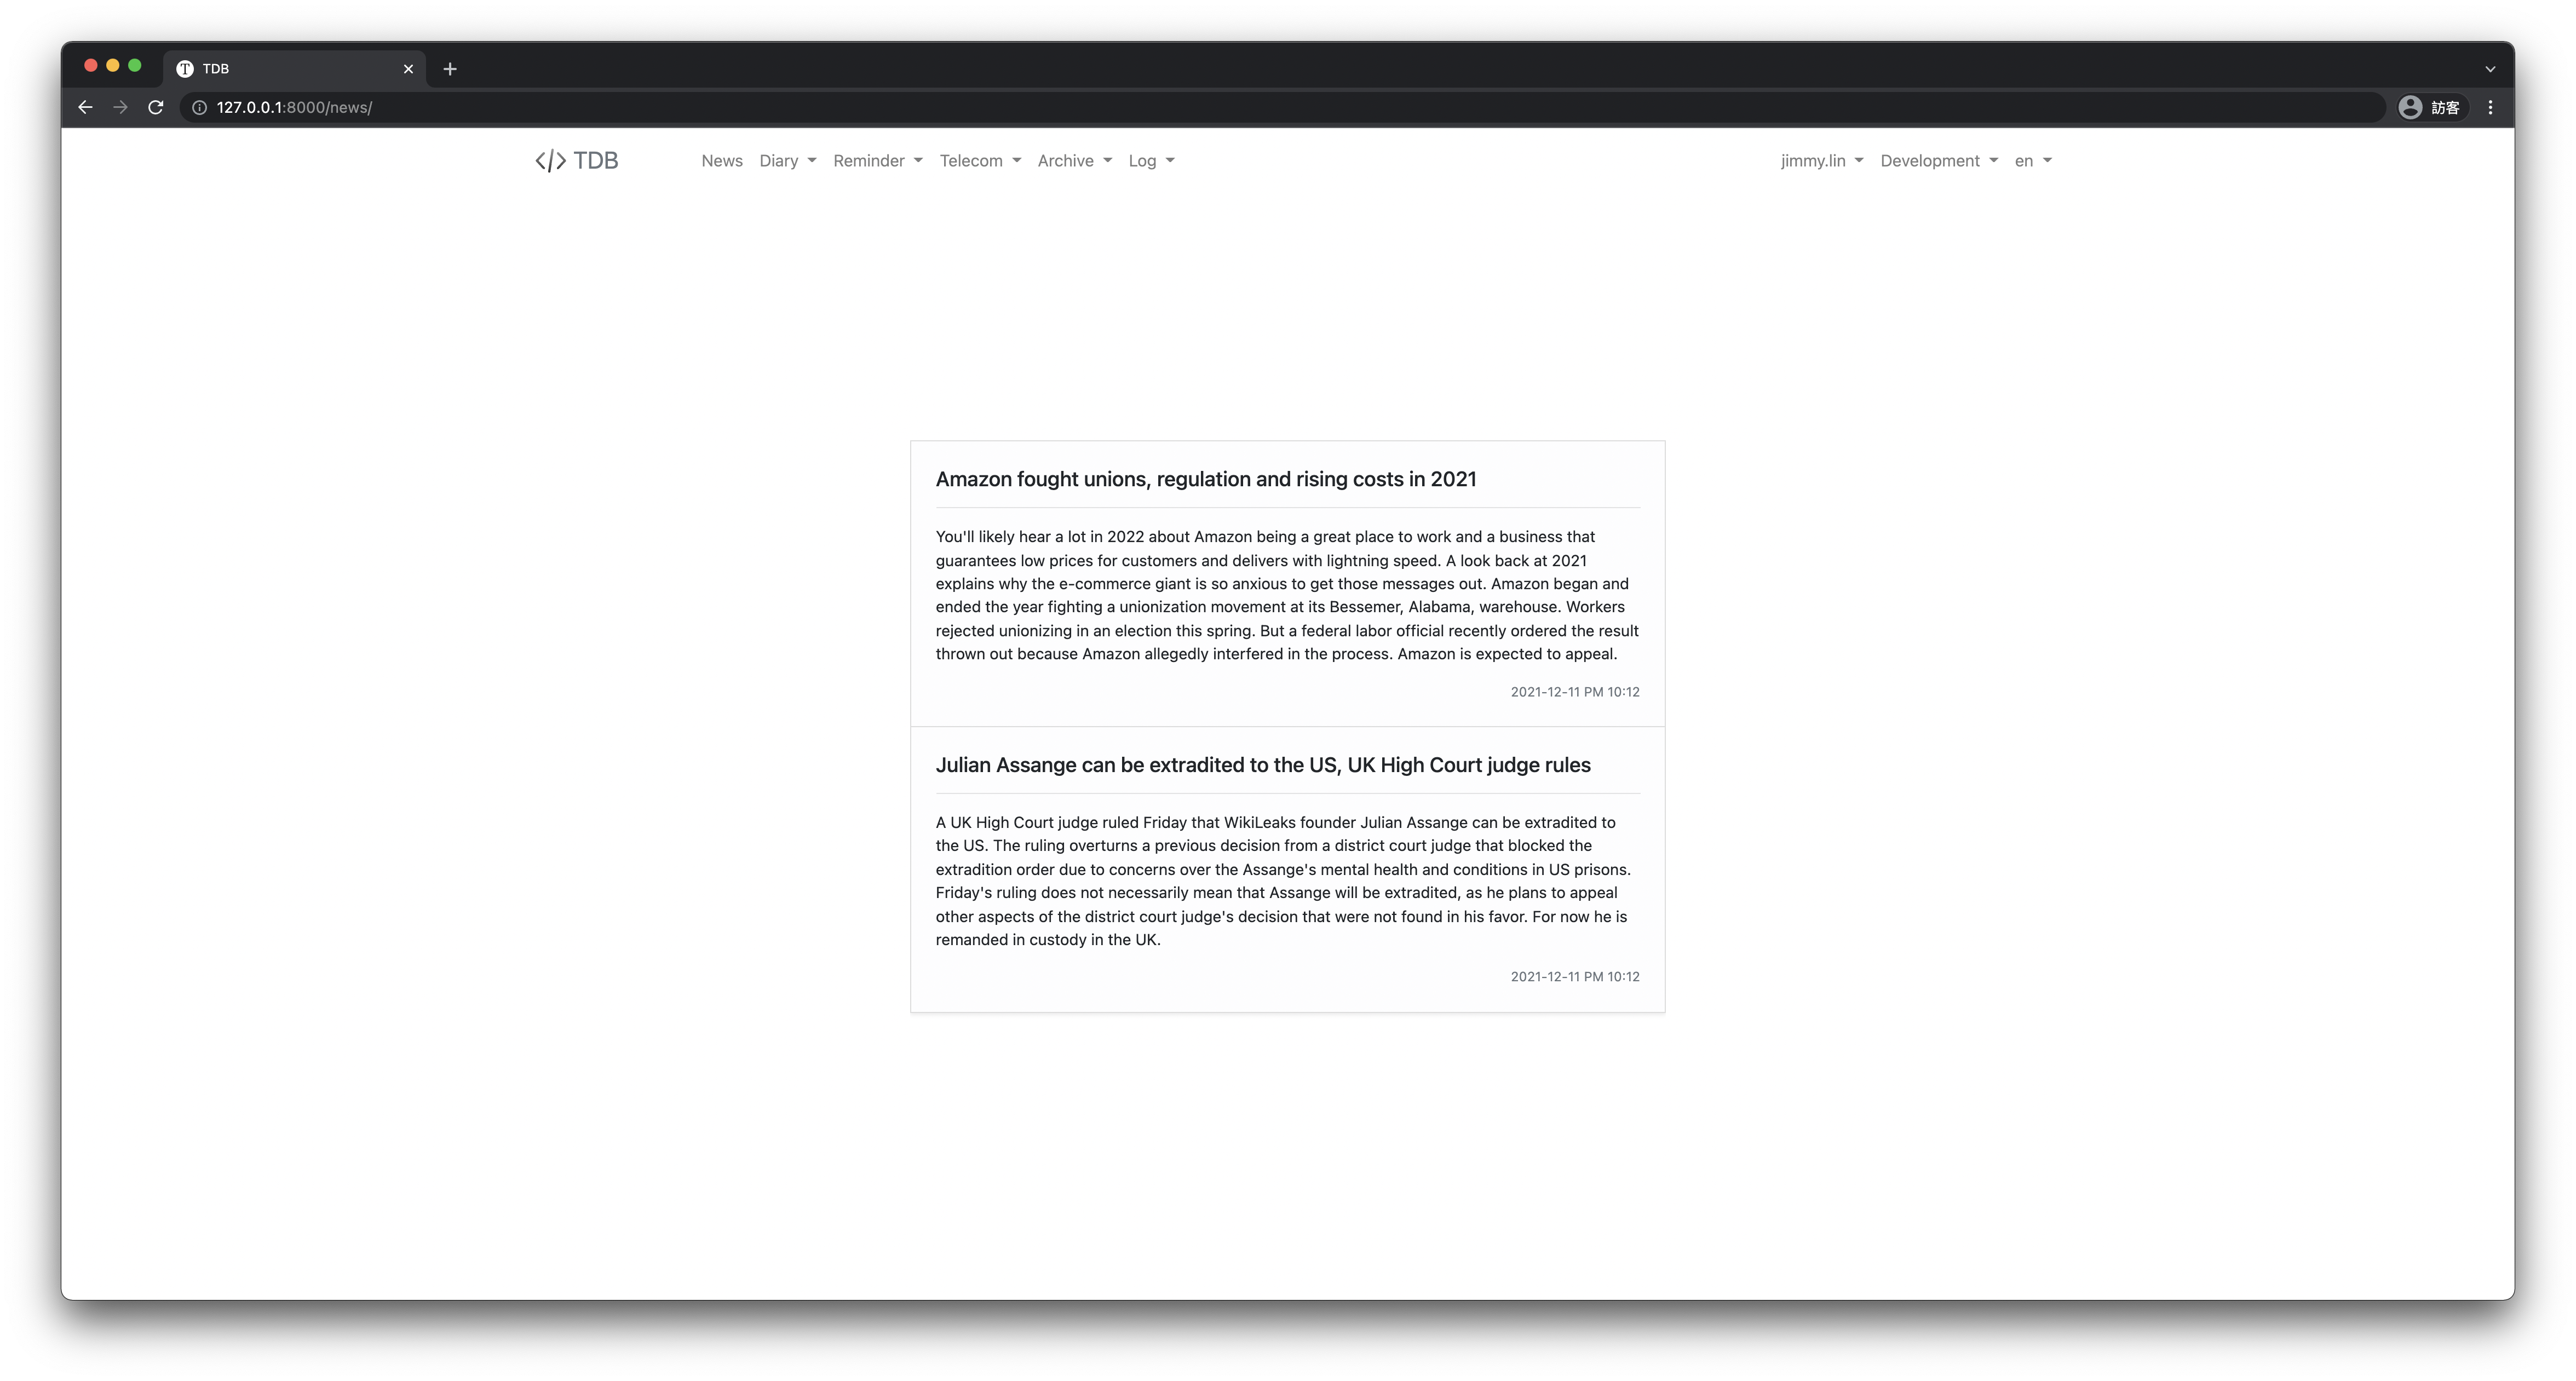 TDB
127.0.0.1:8000/news/
訪客
</> TDB
News Diary Reminder Telecom Archive Log
jimmy.lin Development en
Amazon fought unions, regulation and rising costs in 2021
You'll likely hear a lot in 2022 about Amazon being a great place to work and a business that
guarantees low prices for customers and delivers with lightning speed. A look back at 2021
explains why the e-commerce giant is so anxious to get those messages out. Amazon began and
ended the year fighting a unionization movement at its Bessemer, Alabama, warehouse. Workers
rejected unionizing in an election this spring. But a federal labor official recently ordered the result
thrown out because Amazon allegedly interfered in the process. Amazon is expected to appeal.
2021-12-11 PM 10:12
Julian Assange can be extradited to the US, UK High Court judge rules
A UK High Court judge ruled Friday that WikiLeaks founder Julian Assange can be extradited to
the US. The ruling overturns a previous decision from a district court judge that blocked the
extradition order due to concerns over the Assange's mental health and conditions in US prisons.
Friday's ruling does not necessarily mean that Assange will be extradited, as he plans to appeal
other aspects of the district court judge's decision that were not found in his favor. For now he is
remanded in custody in the UK.
2021-12-11 PM 10:12